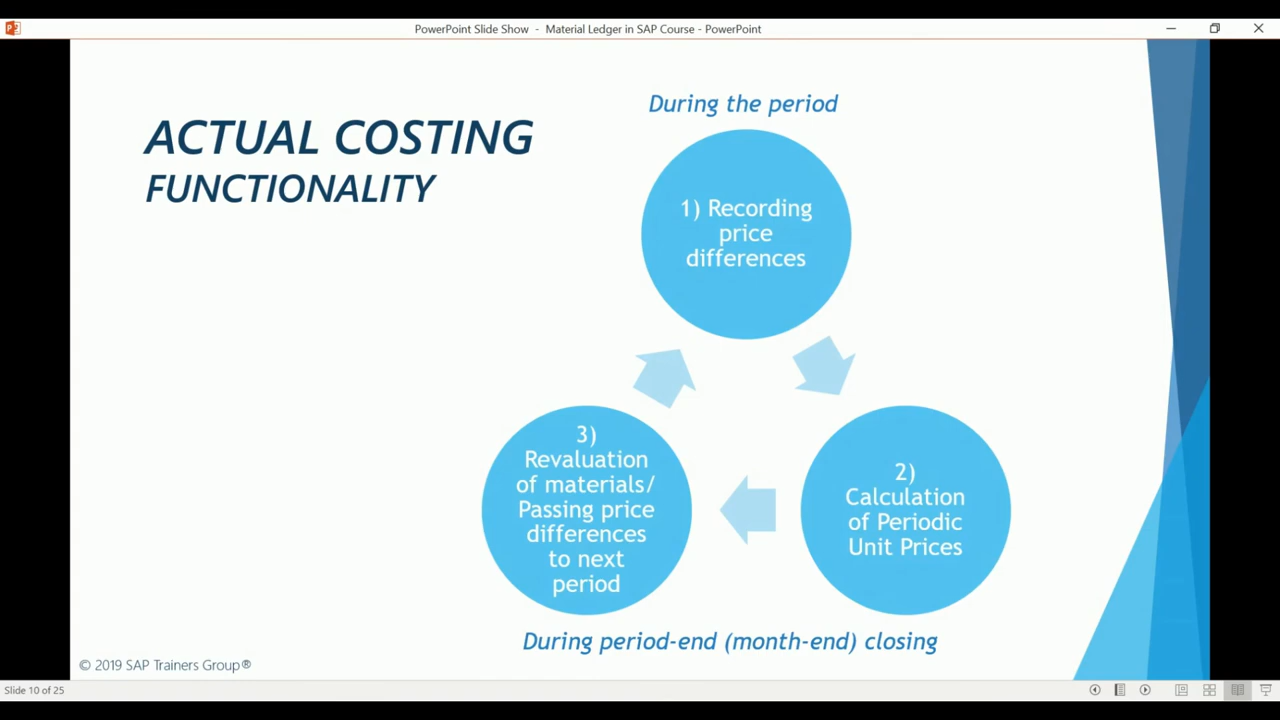 PowerPoint Slide Show - Material Ledger in SAP Course - PowerPoint
ACTUAL COSTING
FUNCTIONALITY
During the period
1) Recording
price
differences
2)
Calculation
of Periodic
Unit Prices
3)
Revaluation
of materials/
Passing price
differences
to next
period
During period-end (month-end) closing
© 2019 SAP Trainers Group®
Slide 10 of 25